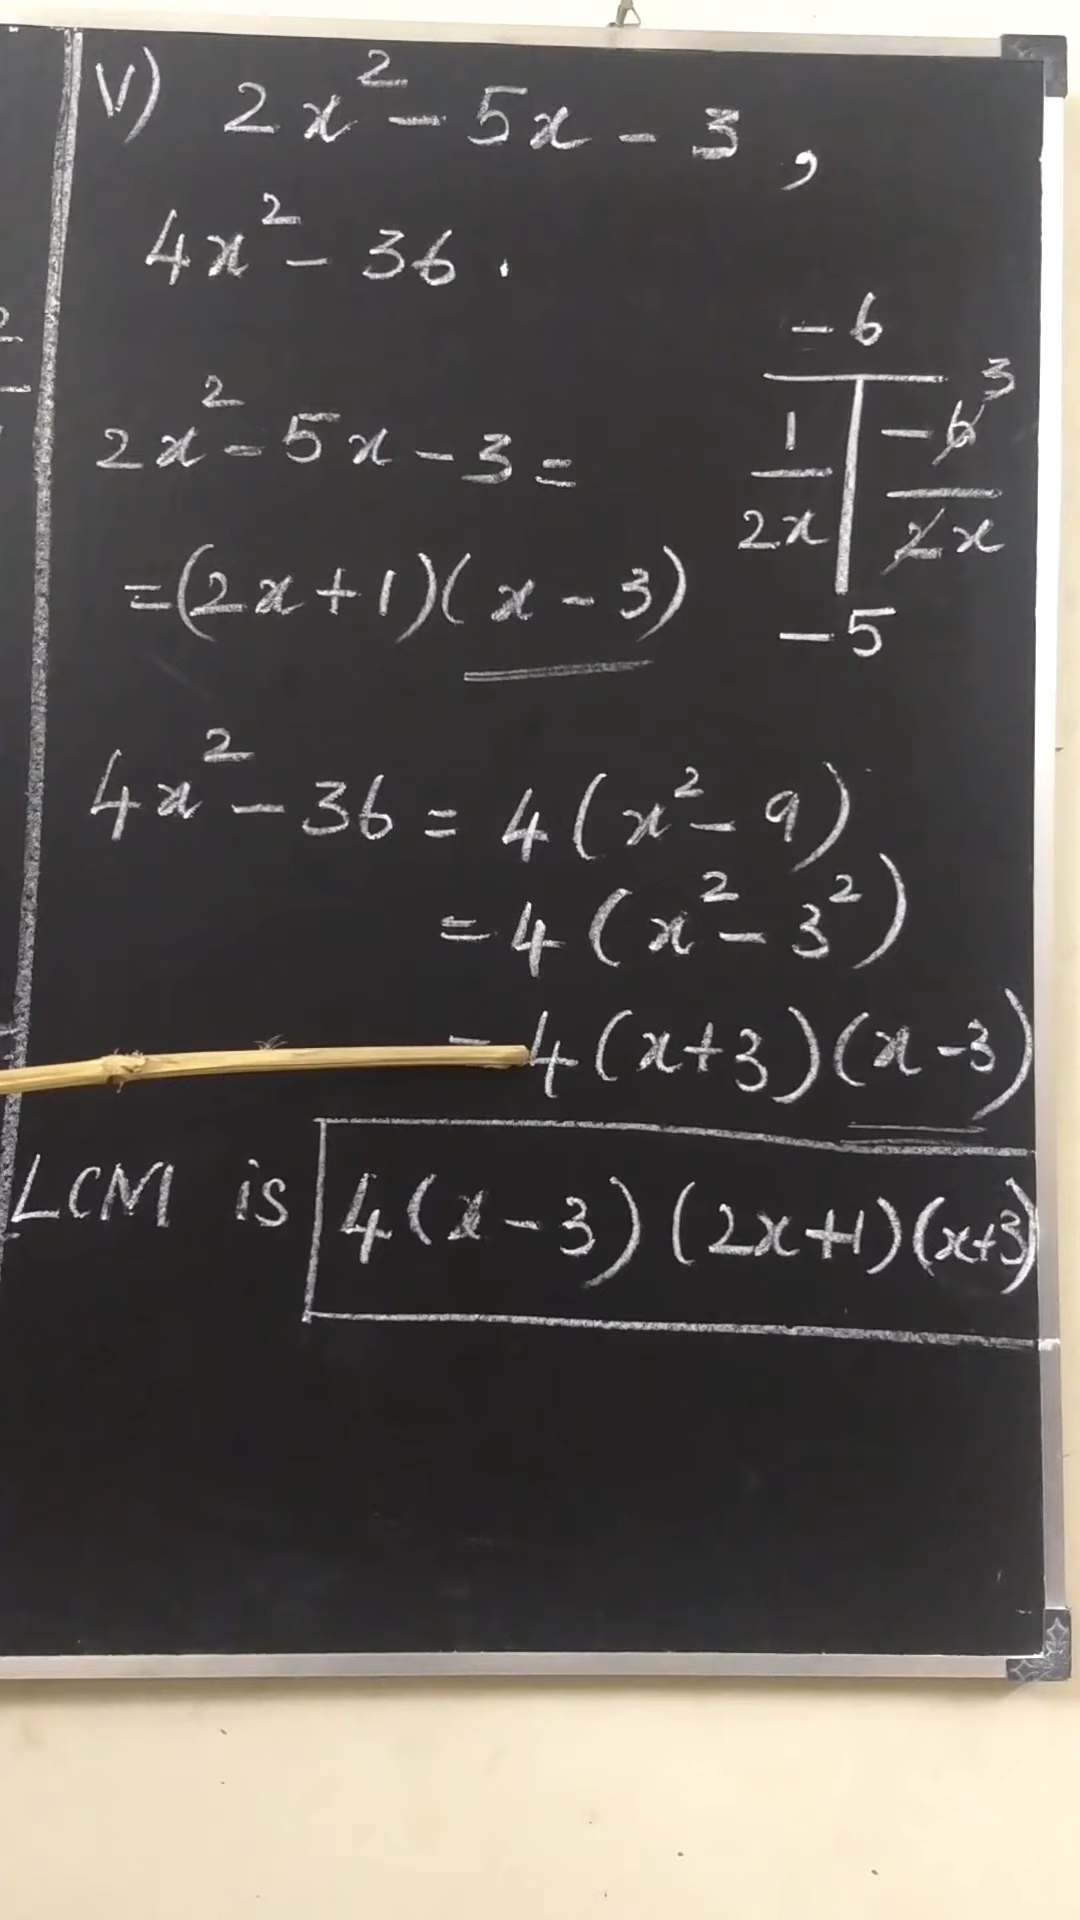 V) 2x² - 5x - 3 ,
4x² - 36 .
- 6
1/2x | -6/2x 3
- 5
2x² - 5x - 3 =
= (2x+1)(x - 3)
4x² - 36 = 4(x² - 9)
= 4(x² - 3²)
= 4(x+3)(x-3)
LCM is 4(x-3)(2x+1)(x+3)